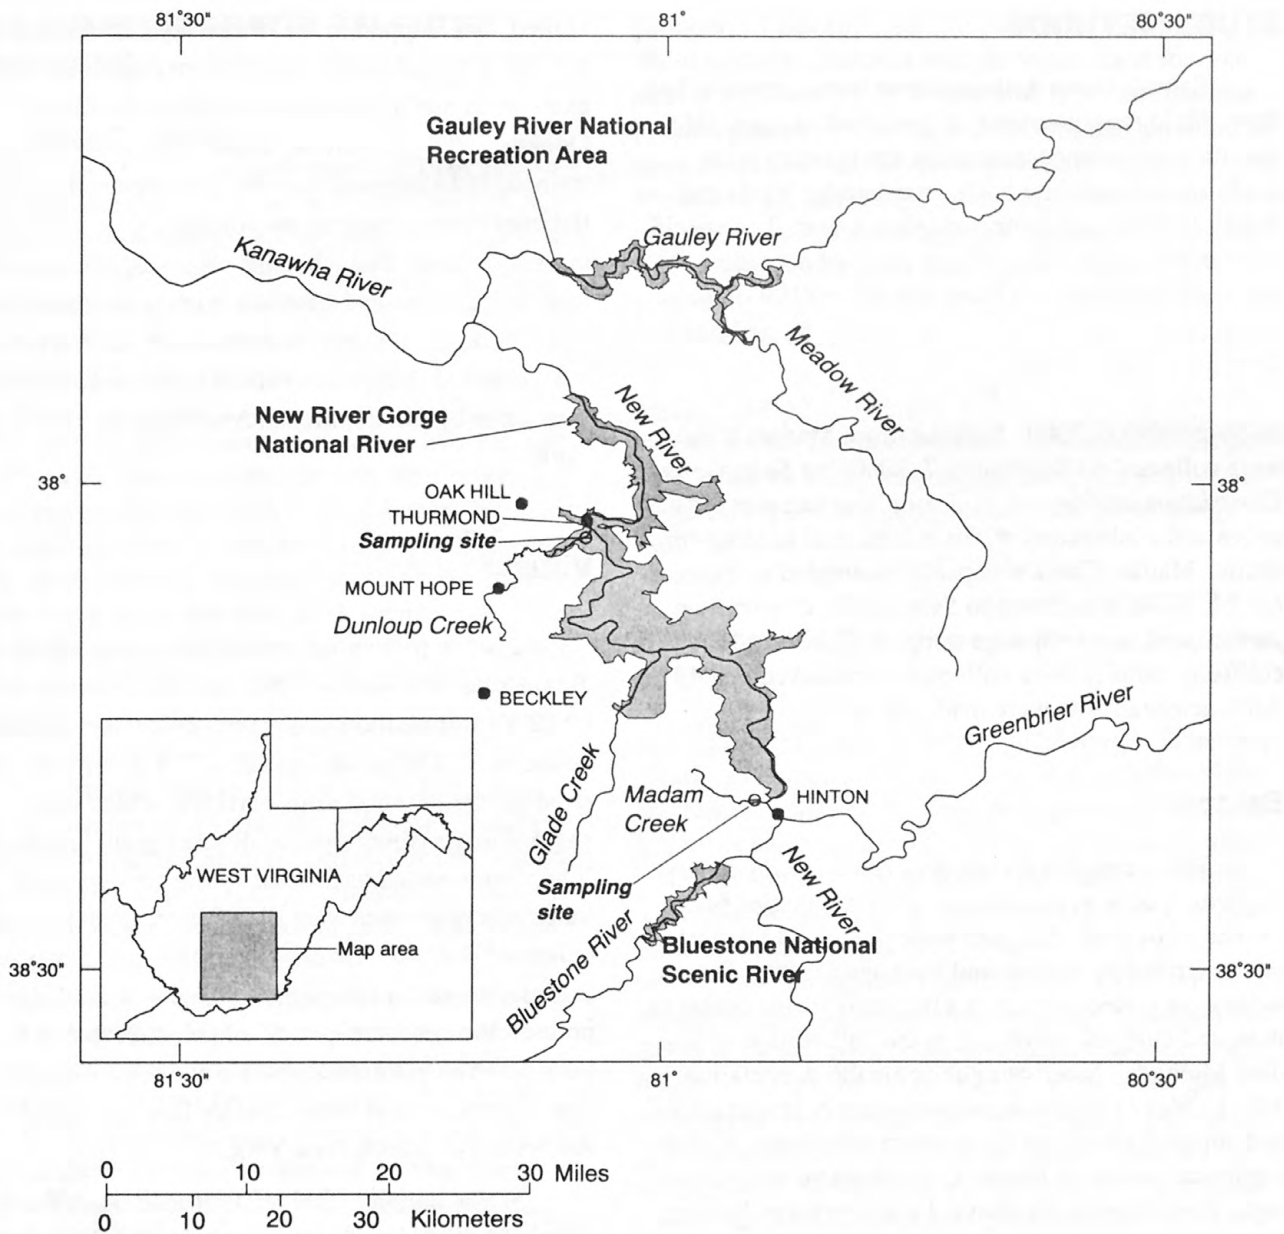 81°30" 81° 80°30"
Gauley River National
Recreation Area
Gauley River
Kanawha River
Meadow River
New River Gorge
National River
New River
38° 38°
OAK HILL
THURMOND
Sampling site
MOUNT HOPE
Dunloup Creek
BECKLEY
Greenbrier River
Glade Creek
Madam
Creek
HINTON
Sampling
site
New River
WEST VIRGINIA
Map area
Bluestone River
Bluestone National
Scenic River
38°30" 38°30"
81°30" 81° 80°30"
0 10 20 30 Miles
0 10 20 30 Kilometers